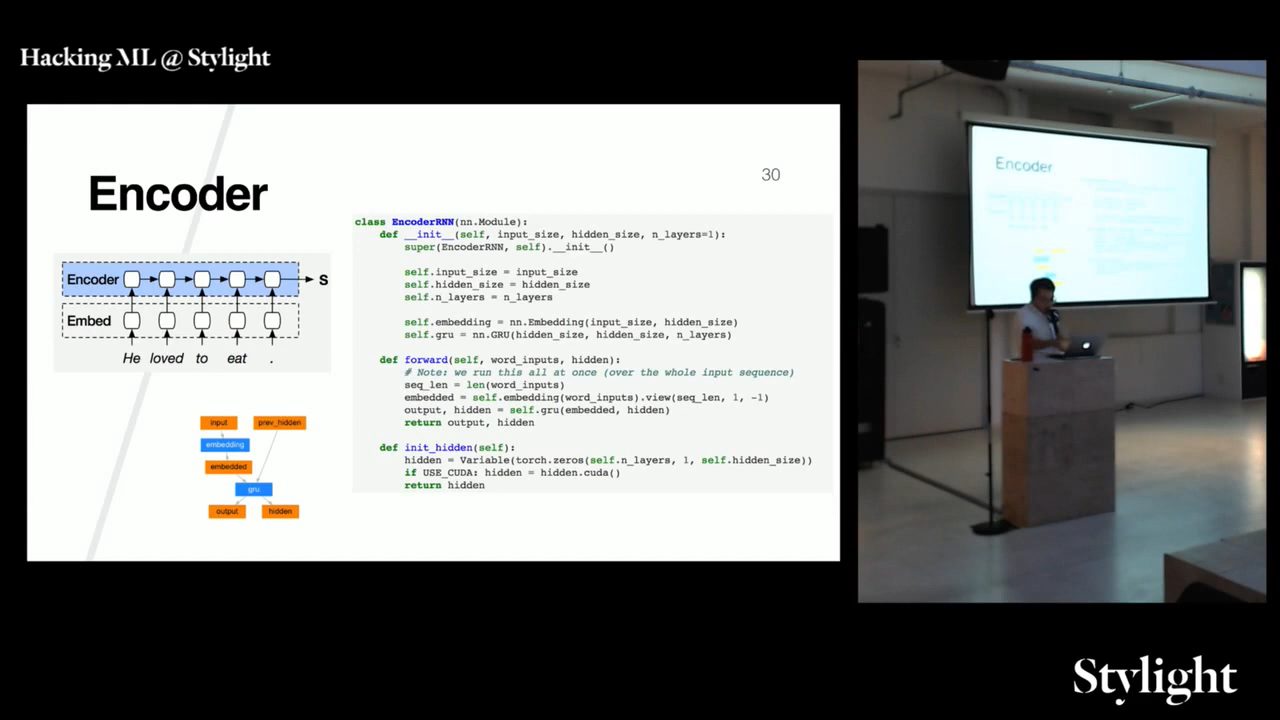 Hacking ML @ Stylight
Encoder
30
Encoder
S
Embed
He loved to eat .
input
prev_hidden
embedding
embedded
gru
output
hidden
class EncoderRNN(nn.Module):
    def __init__(self, input_size, hidden_size, n_layers=1):
        super(EncoderRNN, self).__init__()
        self.input_size = input_size
        self.hidden_size = hidden_size
        self.n_layers = n_layers
        self.embedding = nn.Embedding(input_size, hidden_size)
        self.gru = nn.GRU(hidden_size, hidden_size, n_layers)
    def forward(self, word_inputs, hidden):
        # Note: we run this all at once (over the whole input sequence)
        seq_len = len(word_inputs)
        embedded = self.embedding(word_inputs).view(seq_len, 1, -1)
        output, hidden = self.gru(embedded, hidden)
        return output, hidden
    def init_hidden(self):
        hidden = Variable(torch.zeros(self.n_layers, 1, self.hidden_size))
        if USE_CUDA: hidden = hidden.cuda()
        return hidden
Encoder
Stylight